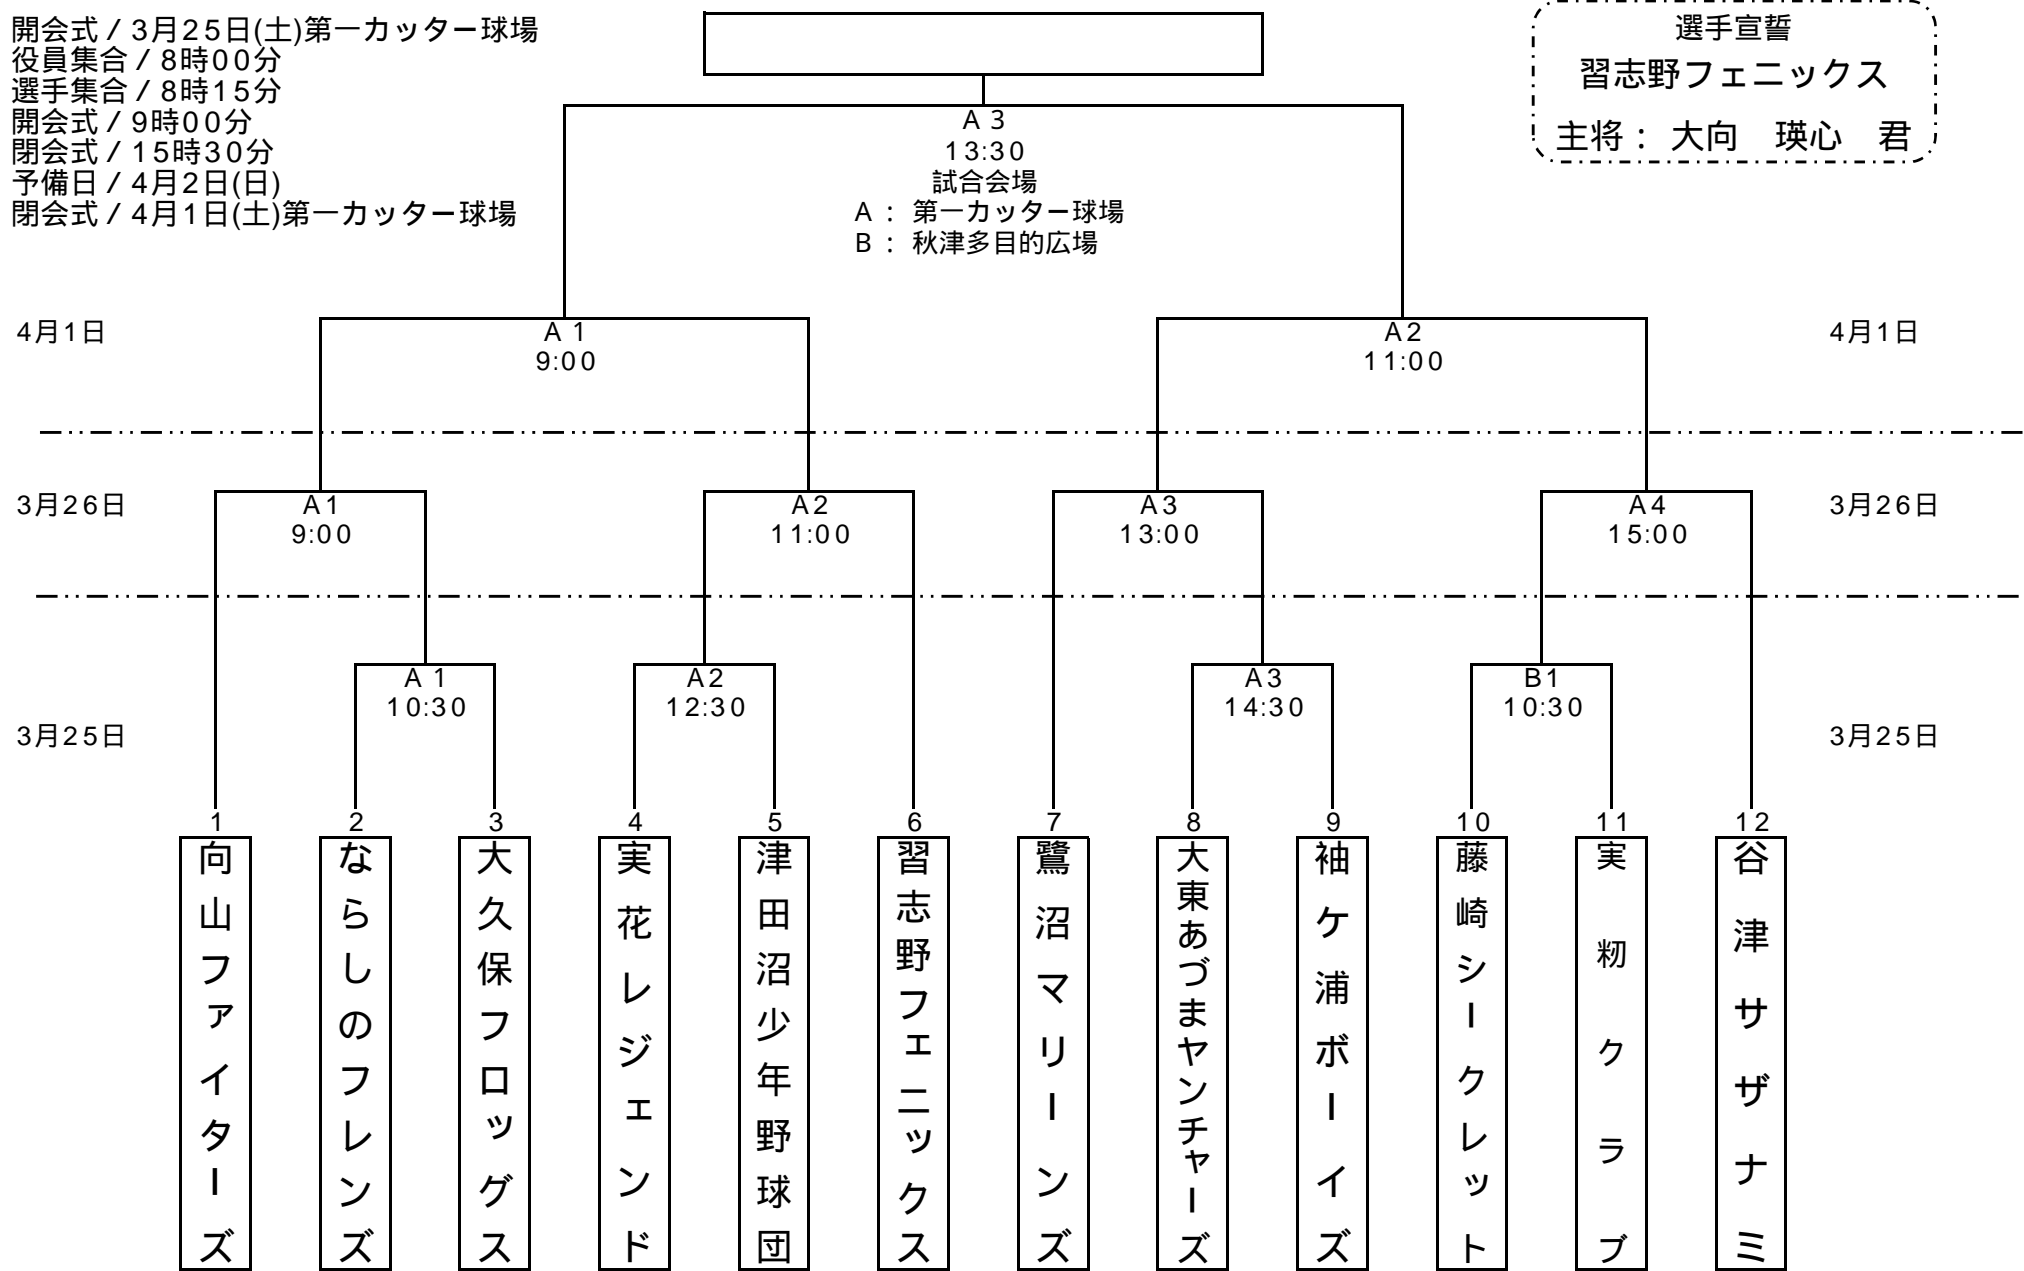 開会式/3月25日(土)第一カッター球場
役員集合/8時00分
選手集合/8時15分
開会式/9時00分
閉会式/15時30分
予備日/4月2日(日)
閉会式/4月1日(土)第一カッター球場
選手宣誓
習志野フェニックス
主将: 大向 瑛心 君
A3
13:30
試合会場
A: 第一カッター球場
B: 秋津多目的広場
4月1日
A1
9:00
A2
11:00
4月1日
3月26日
A1
9:00
A2
11:00
A3
13:00
A4
15:00
3月26日
3月25日
A1
10:30
A2
12:30
A3
14:30
B1
10:30
3月25日
1
向山ファイターズ
2
ならしのフレンズ
3
大久保フロッグス
4
実花レジェンド
5
津田沼少年野球団
6
習志野フェニックス
7
鷺沼マリーンズ
8
大東あづまヤンチャーズ
9
袖ケ浦ボーイズ
10
藤崎シークレット
11
実籾クラブ
12
谷津サザナミ